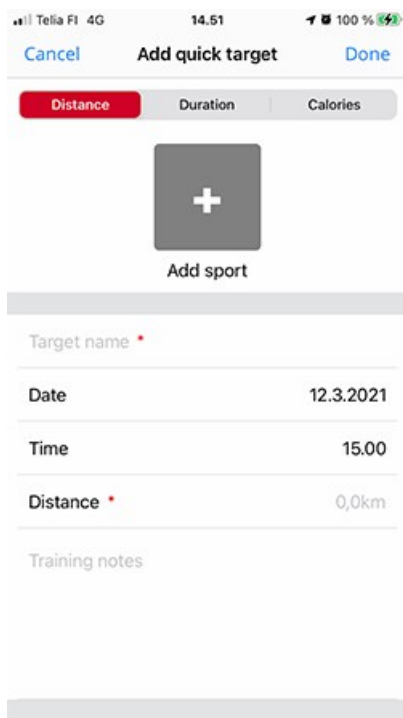 Telia FI 4G 14.51 100 %
Cancel Add quick target Done
Distance Duration Calories
Add sport
Target name *
Date 12.3.2021
Time 15.00
Distance * 0,0km
Training notes